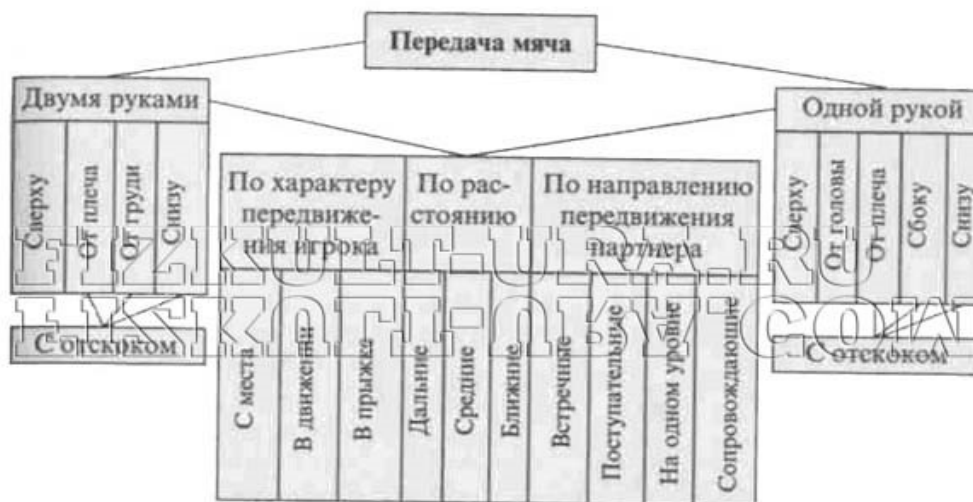 Передача мяча
Двумя руками
Одной рукой
Сверху
От плеча
От груди
Снизу
С отскоком
По характеру
передвиже-
ния игрока
По рас-
стоянию
По направлению
передвижения
партнера
С места
В движении
В прыжке
Дальние
Средние
Ближние
Встречные
Поступательные
На одном уровне
Сопровождающие
Сверху
От головы
От плеча
Сбоку
Снизу
С отскоком